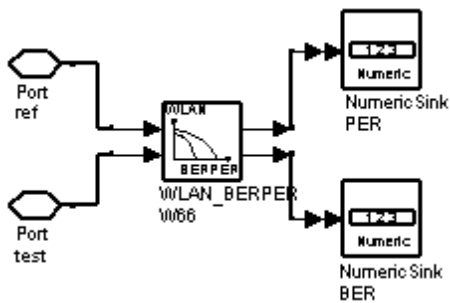 1 2 3
Numeric
Port
ref
WLAN
BERPER
Numeric Sink
PER
WLAN_BERPER
W66
Port
test
1 2 3
Numeric
Numeric Sink
BER